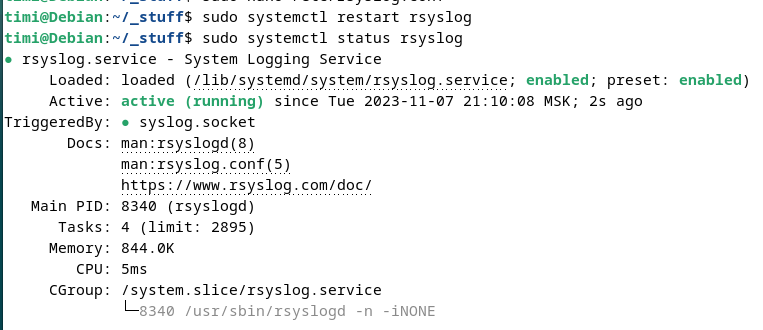 timi@Debian:~/_stuff$ sudo systemctl restart rsyslog
timi@Debian:~/_stuff$ sudo systemctl status rsyslog
● rsyslog.service - System Logging Service
Loaded: loaded (/lib/systemd/system/rsyslog.service; enabled; preset: enabled)
Active: active (running) since Tue 2023-11-07 21:10:08 MSK; 2s ago
TriggeredBy: ● syslog.socket
Docs: man:rsyslogd(8)
man:rsyslog.conf(5)
https://www.rsyslog.com/doc/
Main PID: 8340 (rsyslogd)
Tasks: 4 (limit: 2895)
Memory: 844.0K
CPU: 5ms
CGroup: /system.slice/rsyslog.service
└─8340 /usr/sbin/rsyslogd -n -iNONE